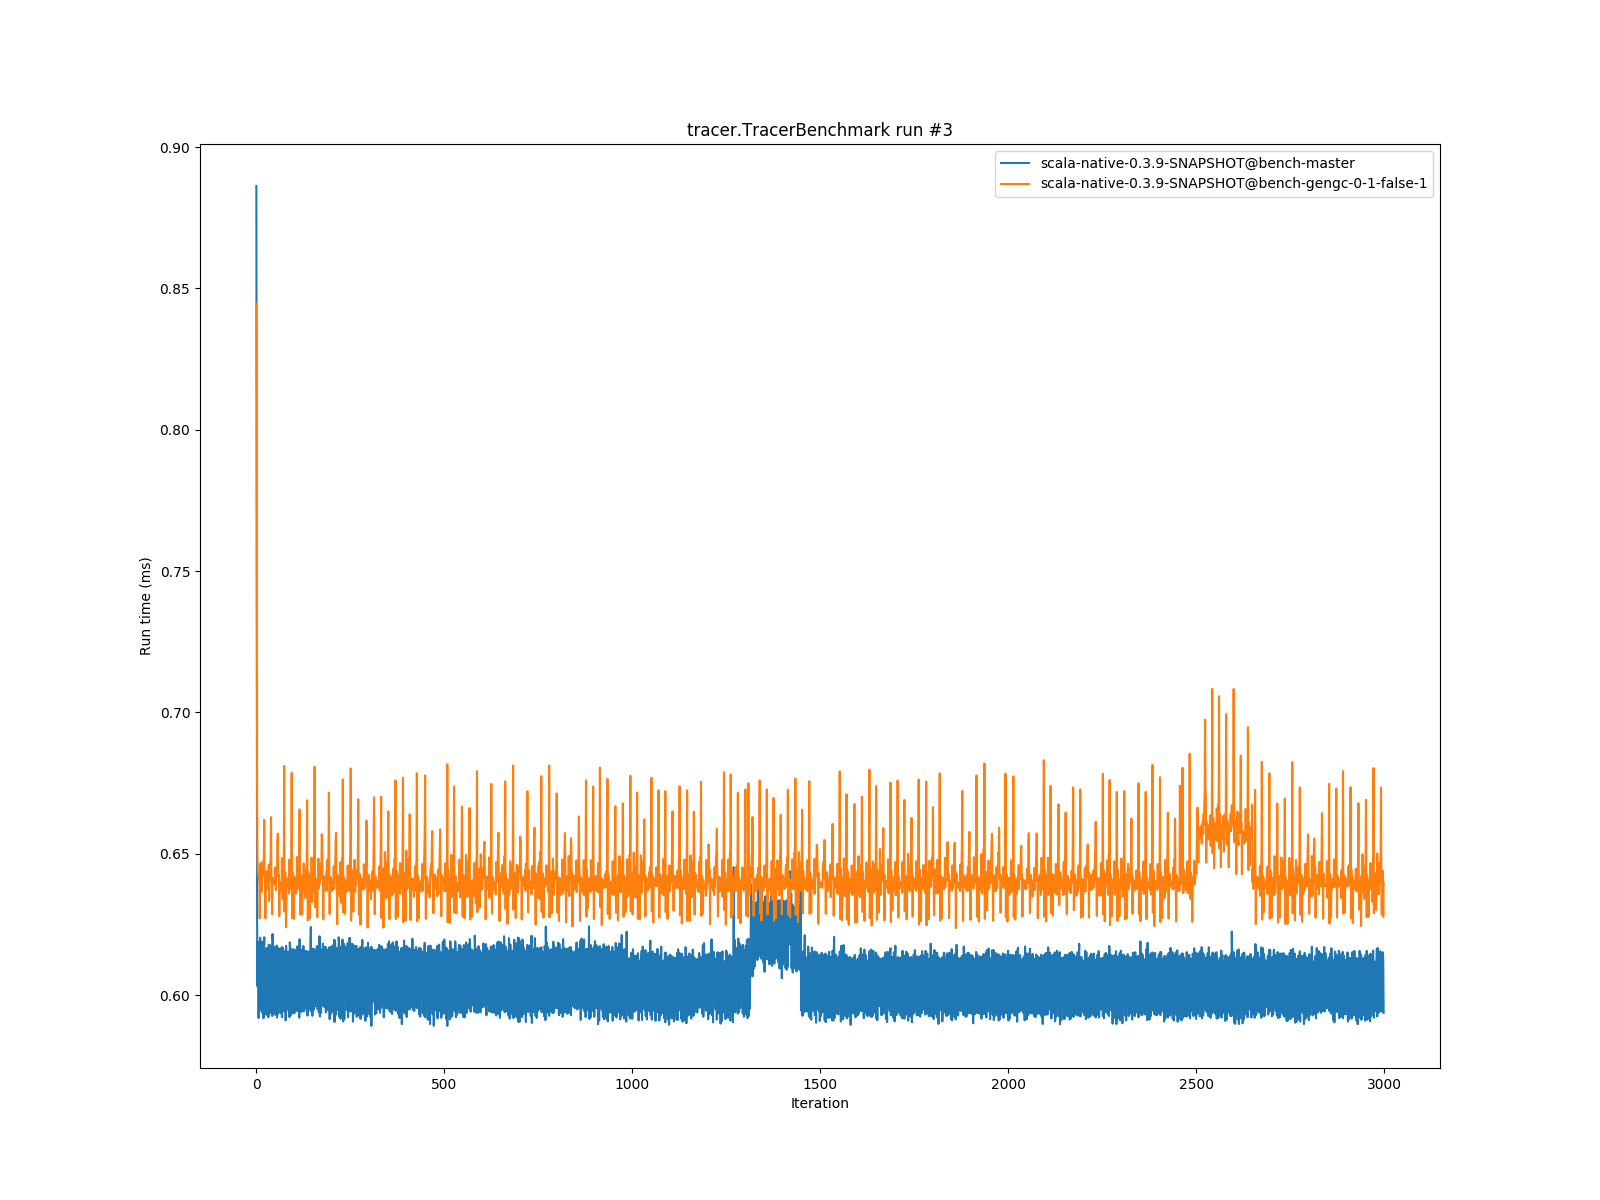 tracer.TracerBenchmark run #3
scala-native-0.3.9-SNAPSHOT@bench-master
scala-native-0.3.9-SNAPSHOT@bench-gengc-0-1-false-1
0.90
0.85
0.80
0.75
0.70
0.65
0.60
Run time (ms)
0 500 1000 1500 2000 2500 3000
Iteration